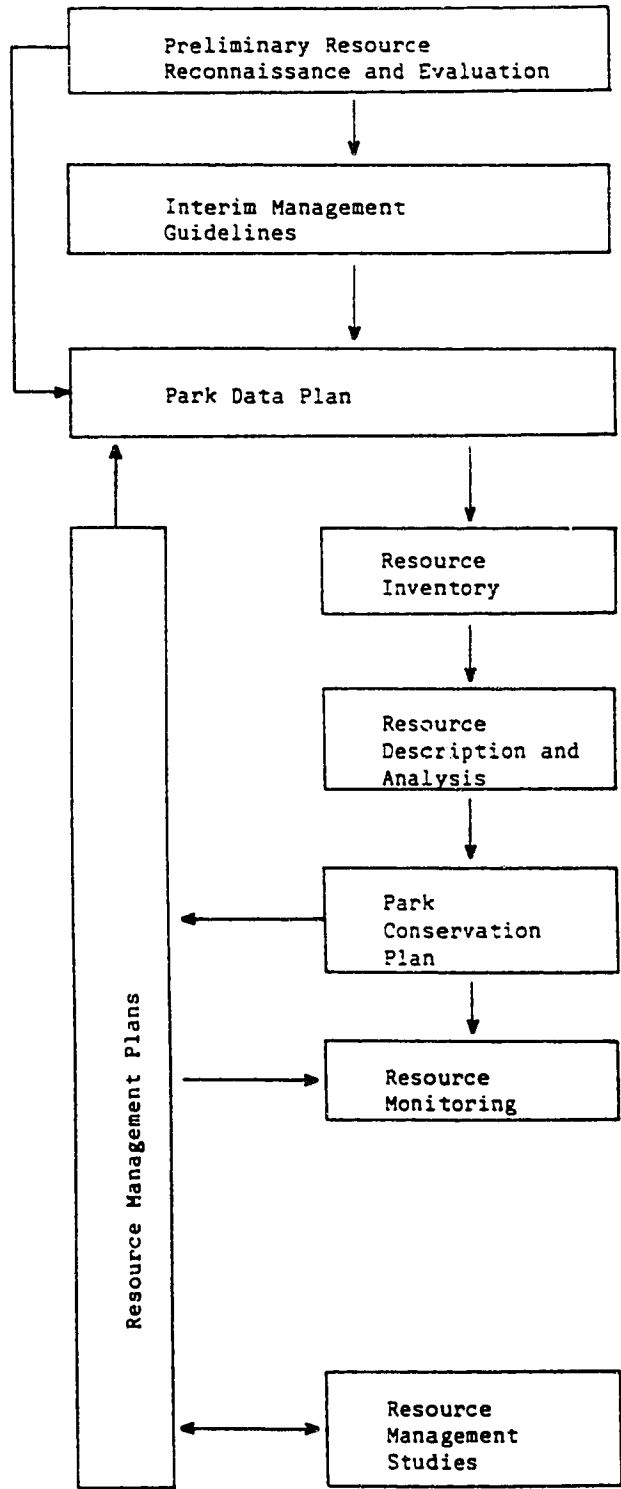 Preliminary Resource
Reconnaissance and Evaluation
Interim Management
Guidelines
Park Data Plan
Resource
Inventory
Resource
Description and
Analysis
Park
Conservation
Plan
Resource Management Plans
Resource
Monitoring
Resource
Management
Studies